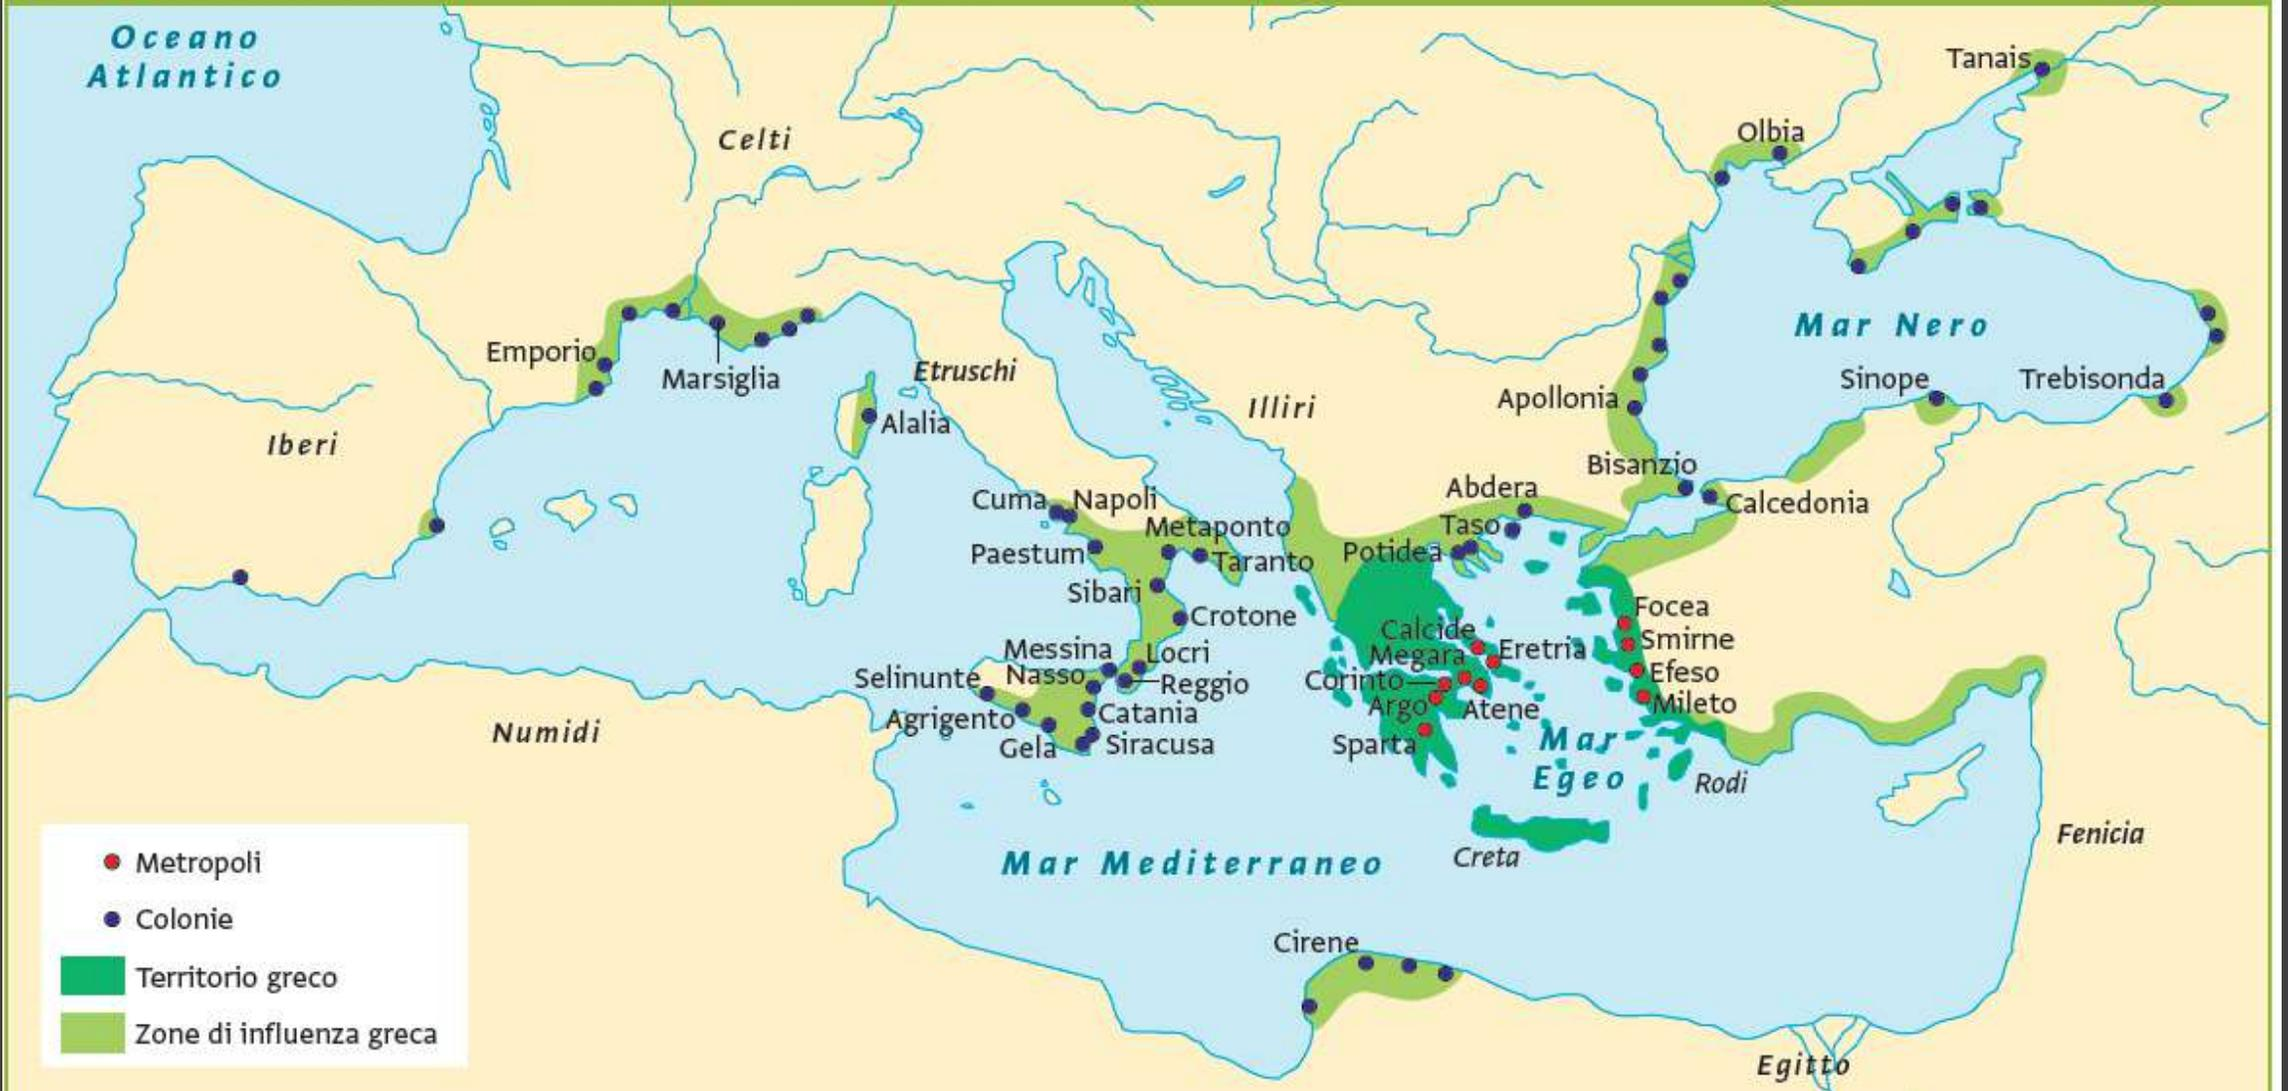 Oceano
Atlantico
Tanais
Celti
Olbia
Mar Nero
Emporio
Marsiglia
Etruschi
Sinope
Trebisonda
Illiri
Apollonia
Alalia
Iberi
Bisanzio
Abdera
Calcedonia
Cuma
Napoli
Metaponto
Taso
Paestum
Taranto
Potidea
Sibari
Crotone
Focea
Calcide
Smirne
Messina
Locri
Megara
Eretria
Selinunte
Nasso
Reggio
Corinto
Efeso
Agrigento
Catania
Argo
Atene
Mileto
Numidi
Gela
Siracusa
Sparta
Mar
Egeo
Rodi
Fenicia
Creta
Mar Mediterraneo
Cirene
Egitto
Metropoli
Colonie
Territorio greco
Zone di influenza greca